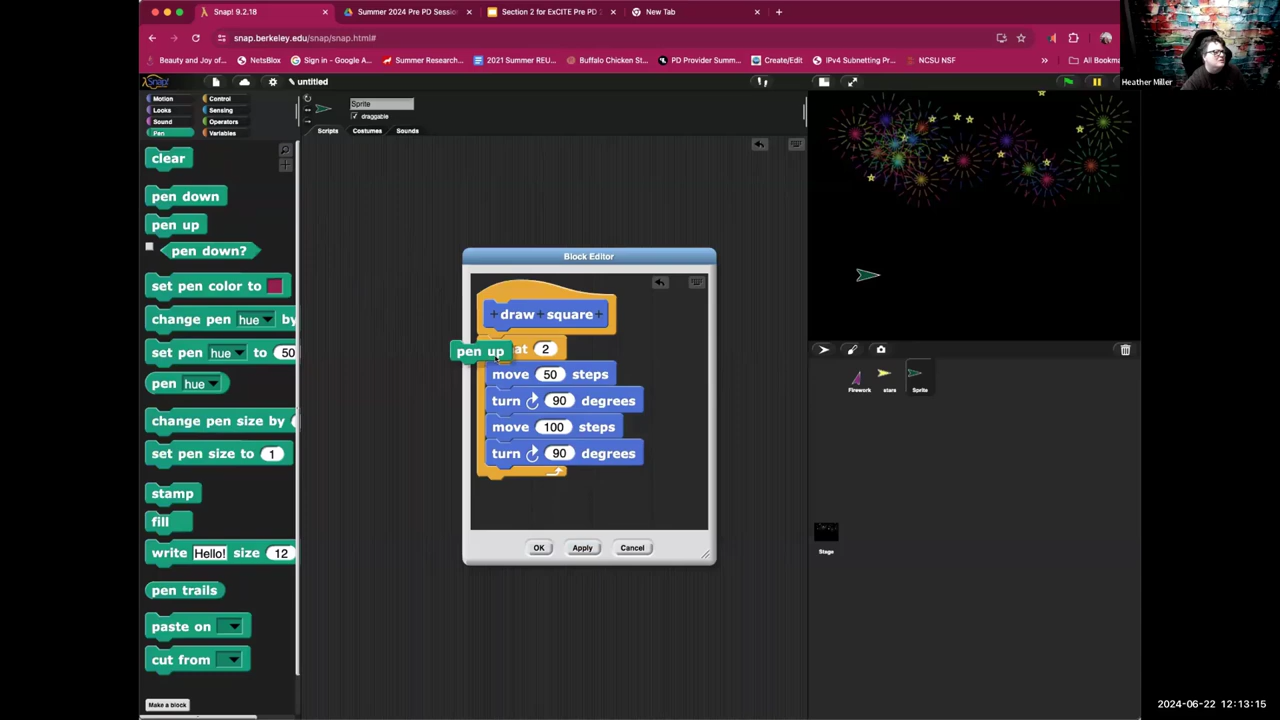 Snap! 9.2.18
Summer 2024 Pre PD Sessio
Section 2 for ExCITE Pre PD
New Tab
snap.berkeley.edu/snap/snap.html#
Beauty and Joy of...
NetsBlox
Sign in - Google A...
Summer Research...
2021 Summer REU...
Buffalo Chicken St...
PD Provider Summ...
Create/Edit
IPv4 Subnetting Pr...
NCSU NSF
All Bookma
Heather Miller
Snap!
untitled
Motion
Control
Looks
Sensing
Sound
Operators
Pen
Variables
Sprite
draggable
Scripts
Costumes
Sounds
clear
pen down
pen up
pen down?
set pen color to
change pen hue by
set pen hue to 50
pen hue
change pen size by
set pen size to 1
stamp
fill
write Hello! size 12
pen trails
paste on
cut from
Make a block
Block Editor
+ draw + square +
pen up
at 2
move 50 steps
turn 90 degrees
move 100 steps
turn 90 degrees
OK
Apply
Cancel
Firework
stars
Sprite
Stage
2024-06-22 12:13:15